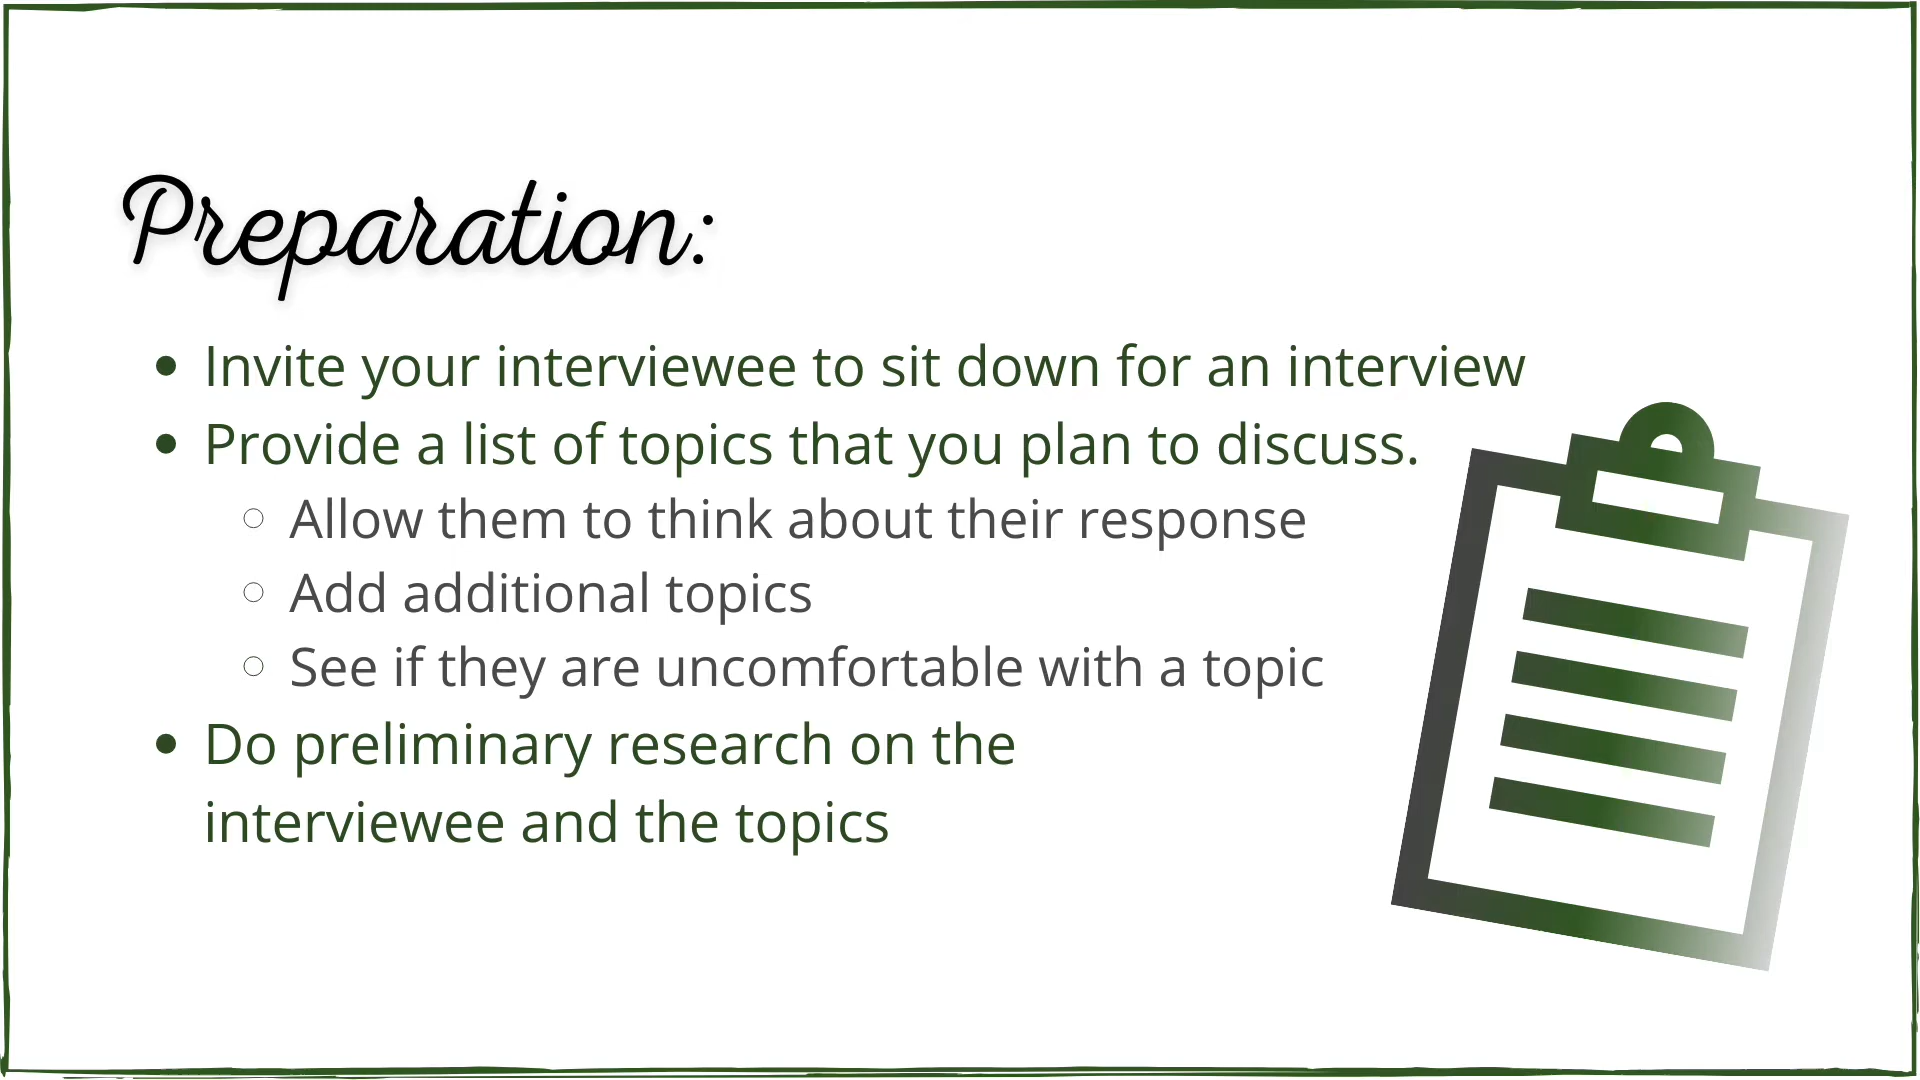 Preparation:
• Invite your interviewee to sit down for an interview
• Provide a list of topics that you plan to discuss.
○ Allow them to think about their response
○ Add additional topics
○ See if they are uncomfortable with a topic
• Do preliminary research on the
interviewee and the topics